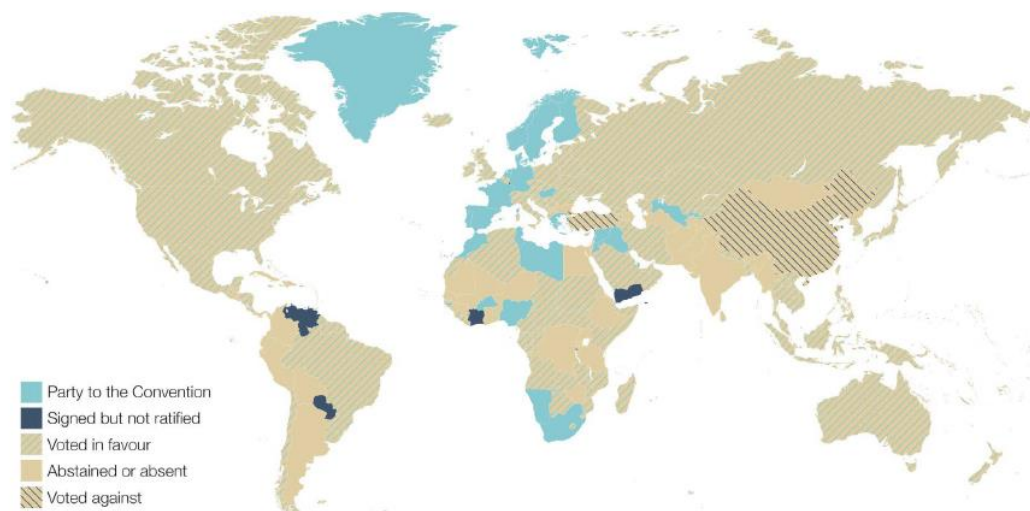 Party to the Convention
Signed but not ratified
Voted in favour
Abstained or absent
Voted against